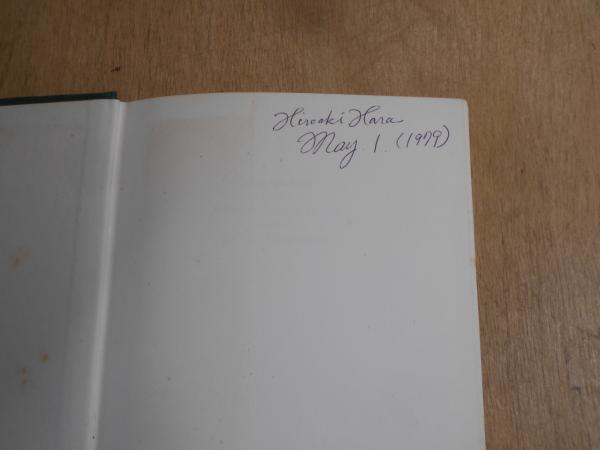 Hiroaki Hara
May. 1. (1979)